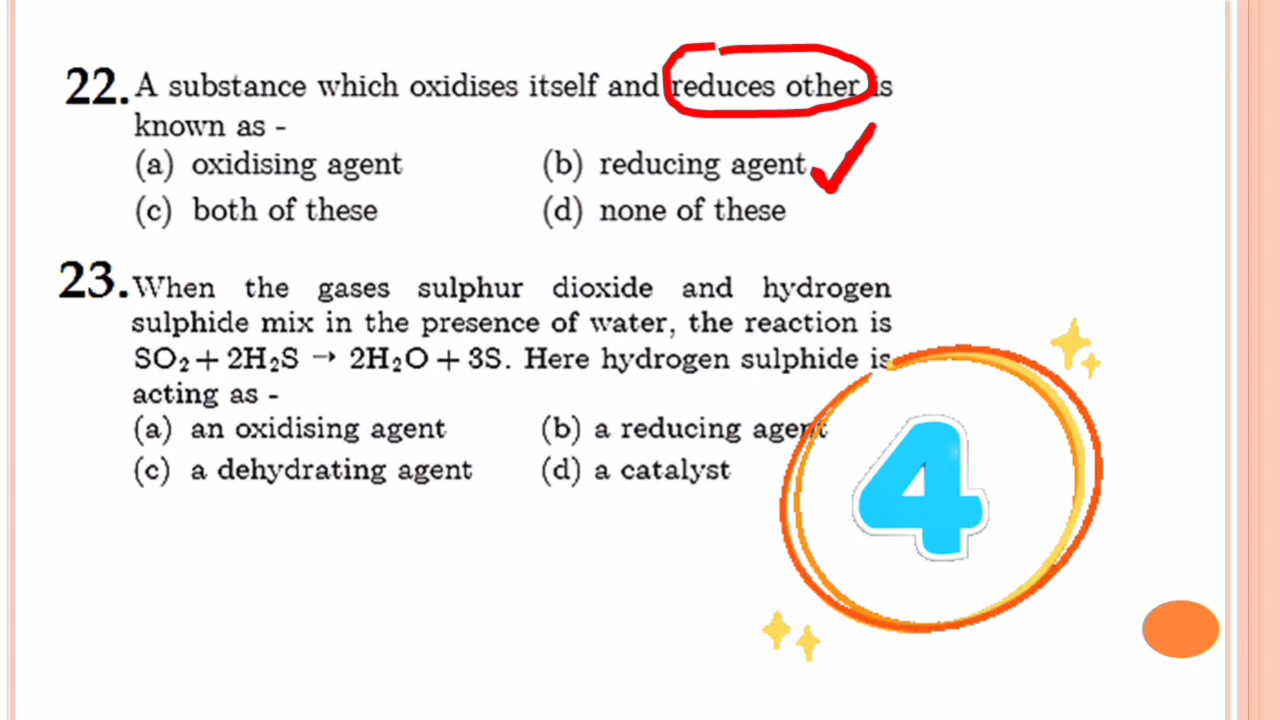 22. A substance which oxidises itself and reduces other is
known as -
(a) oxidising agent (b) reducing agent
(c) both of these (d) none of these
23. When the gases sulphur dioxide and hydrogen
sulphide mix in the presence of water, the reaction is
SO₂ + 2H₂S → 2H₂O + 3S. Here hydrogen sulphide is
acting as -
(a) an oxidising agent (b) a reducing agent
(c) a dehydrating agent (d) a catalyst
4